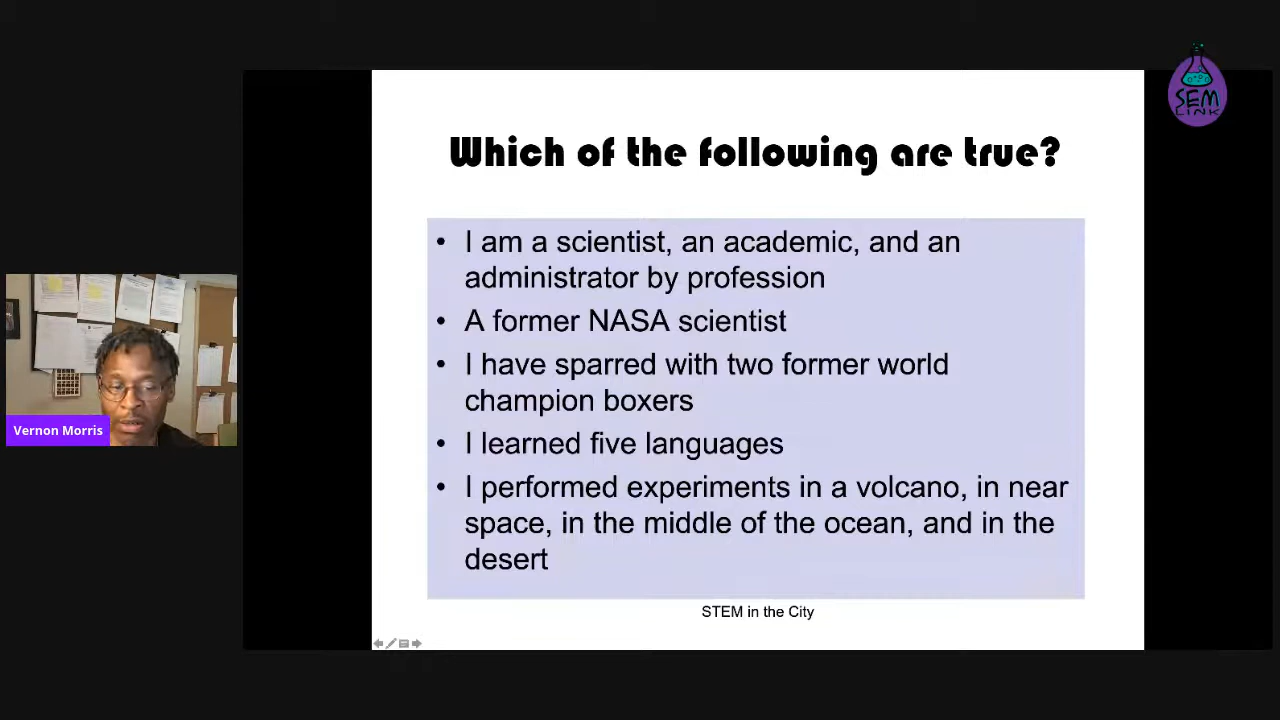 SEM
LINK
Which of the following are true?
• I am a scientist, an academic, and an
administrator by profession
• A former NASA scientist
• I have sparred with two former world
champion boxers
• I learned five languages
• I performed experiments in a volcano, in near
space, in the middle of the ocean, and in the
desert
Vernon Morris
STEM in the City